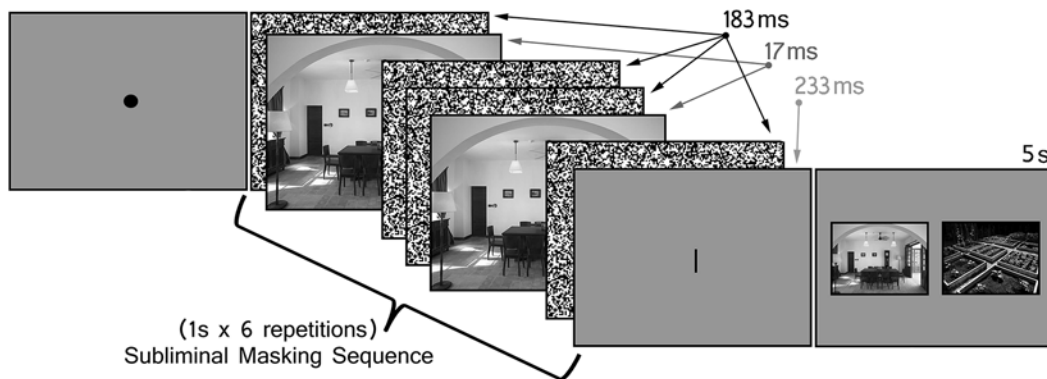 183 ms
17 ms
233 ms
5 s
(1s x 6 repetitions)
Subliminal Masking Sequence